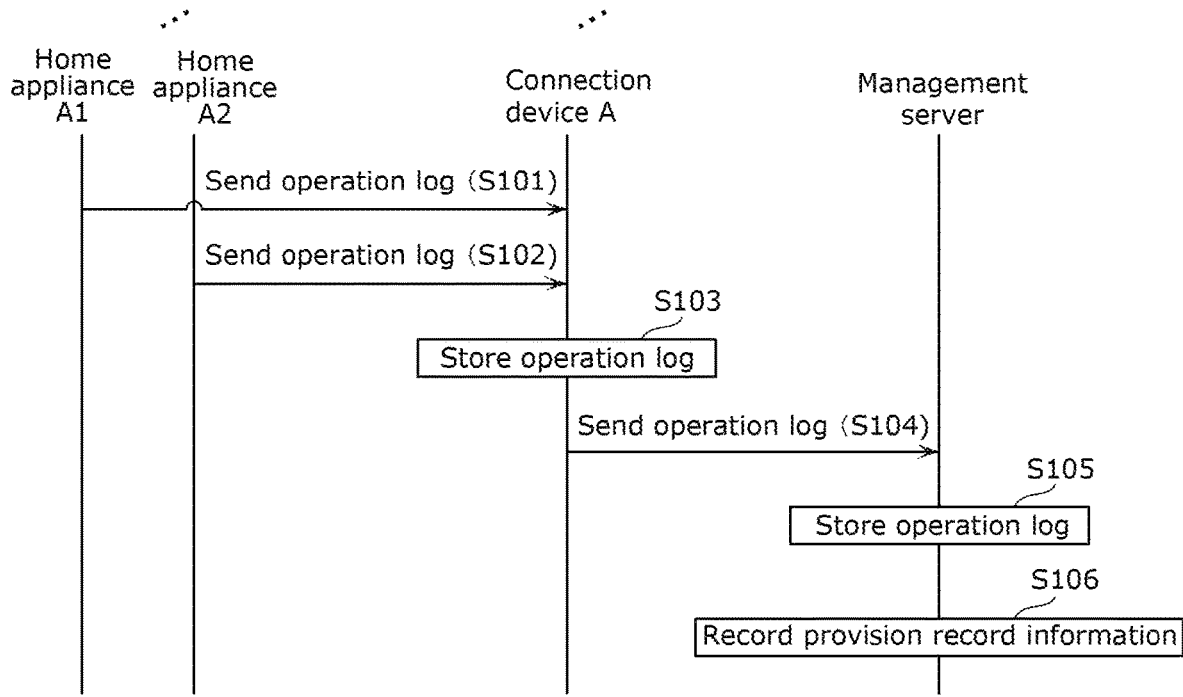 Home
appliance
A1
Home
appliance
A2
Connection
device A
Management
server
Send operation log (S101)
Send operation log (S102)
S103
Store operation log
Send operation log (S104)
S105
Store operation log
S106
Record provision record information